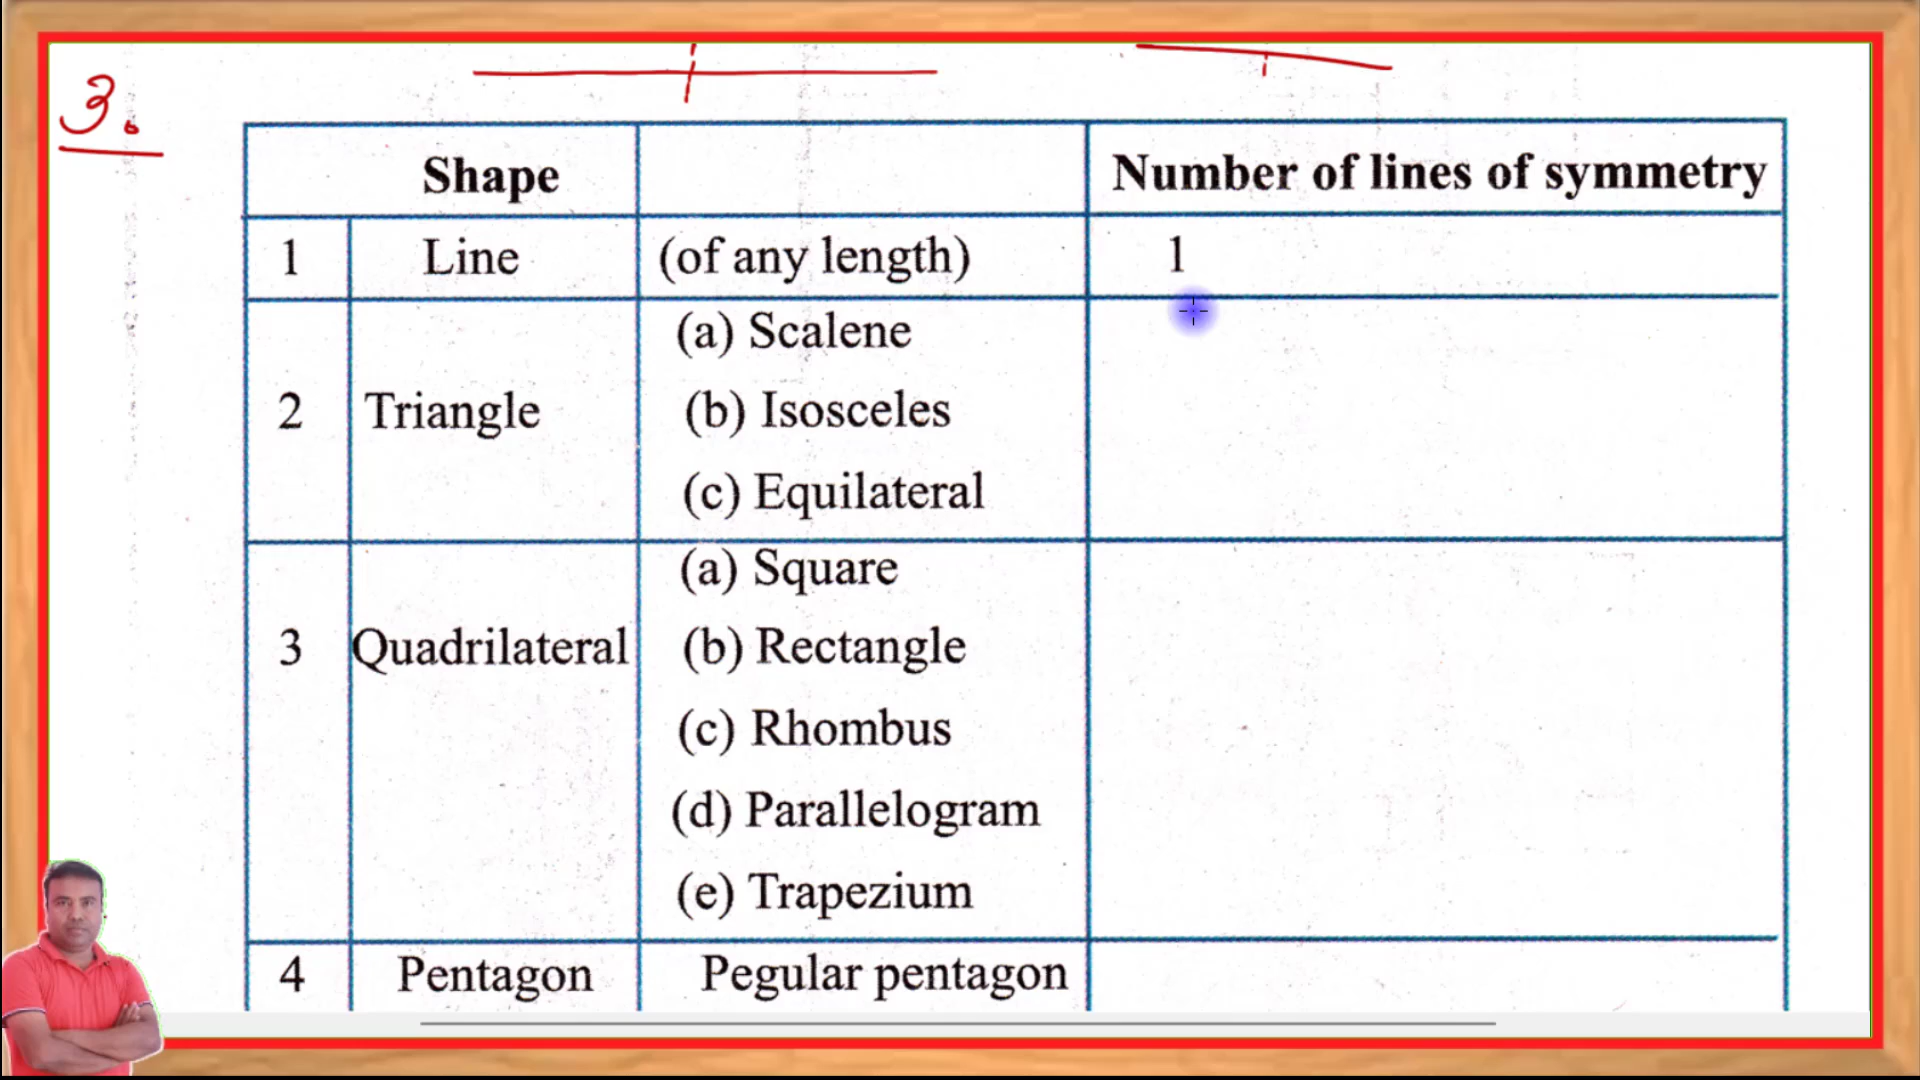 3.
Shape Number of lines of symmetry
1 Line (of any length) 1
(a) Scalene
2 Triangle (b) Isosceles
(c) Equilateral
(a) Square
3 Quadrilateral (b) Rectangle
(c) Rhombus
(d) Parallelogram
(e) Trapezium
4 Pentagon Pegular pentagon